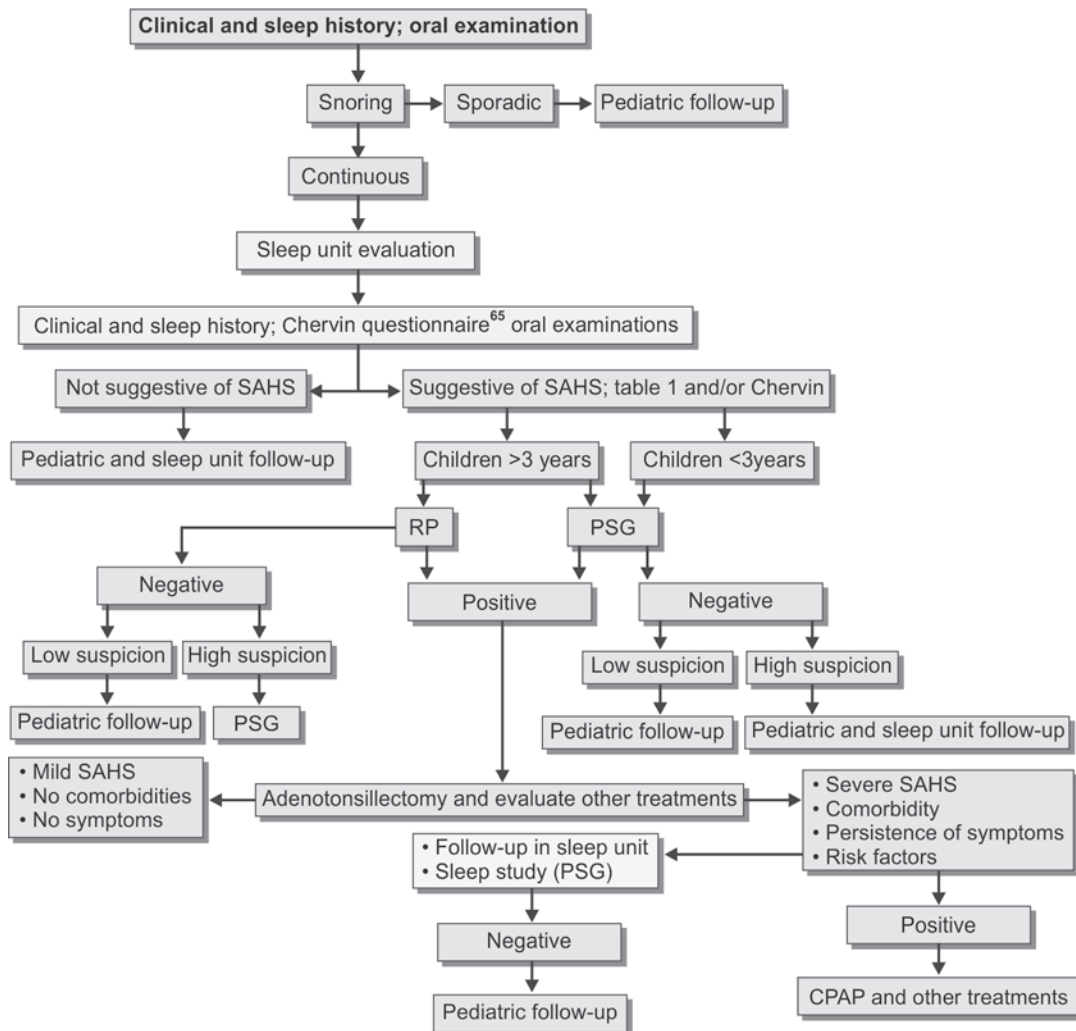 Clinical and sleep history; oral examination
Snoring
Sporadic
Pediatric follow-up
Continuous
Sleep unit evaluation
Clinical and sleep history; Chervin questionnaire65 oral examinations
Not suggestive of SAHS
Suggestive of SAHS; table 1 and/or Chervin
Pediatric and sleep unit follow-up
Children >3 years
Children <3years
RP
PSG
Negative
Positive
Negative
Low suspicion
High suspicion
Low suspicion
High suspicion
Pediatric follow-up
PSG
Pediatric follow-up
Pediatric and sleep unit follow-up
• Mild SAHS
• No comorbidities
• No symptoms
Adenotonsillectomy and evaluate other treatments
• Severe SAHS
• Comorbidity
• Persistence of symptoms
• Risk factors
• Follow-up in sleep unit
• Sleep study (PSG)
Negative
Positive
Pediatric follow-up
CPAP and other treatments